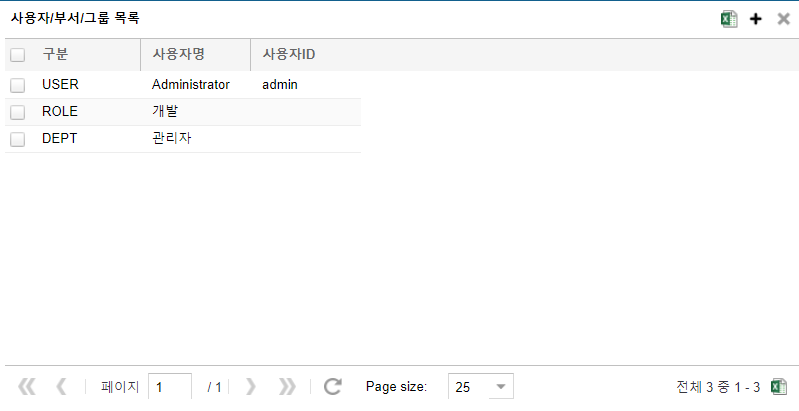 사용자/부서/그룹 목록
구분 사용자명 사용자ID
USER Administrator admin
ROLE 개발
DEPT 관리자
페이지 1 / 1 Page size: 25 전체 3 중 1 - 3